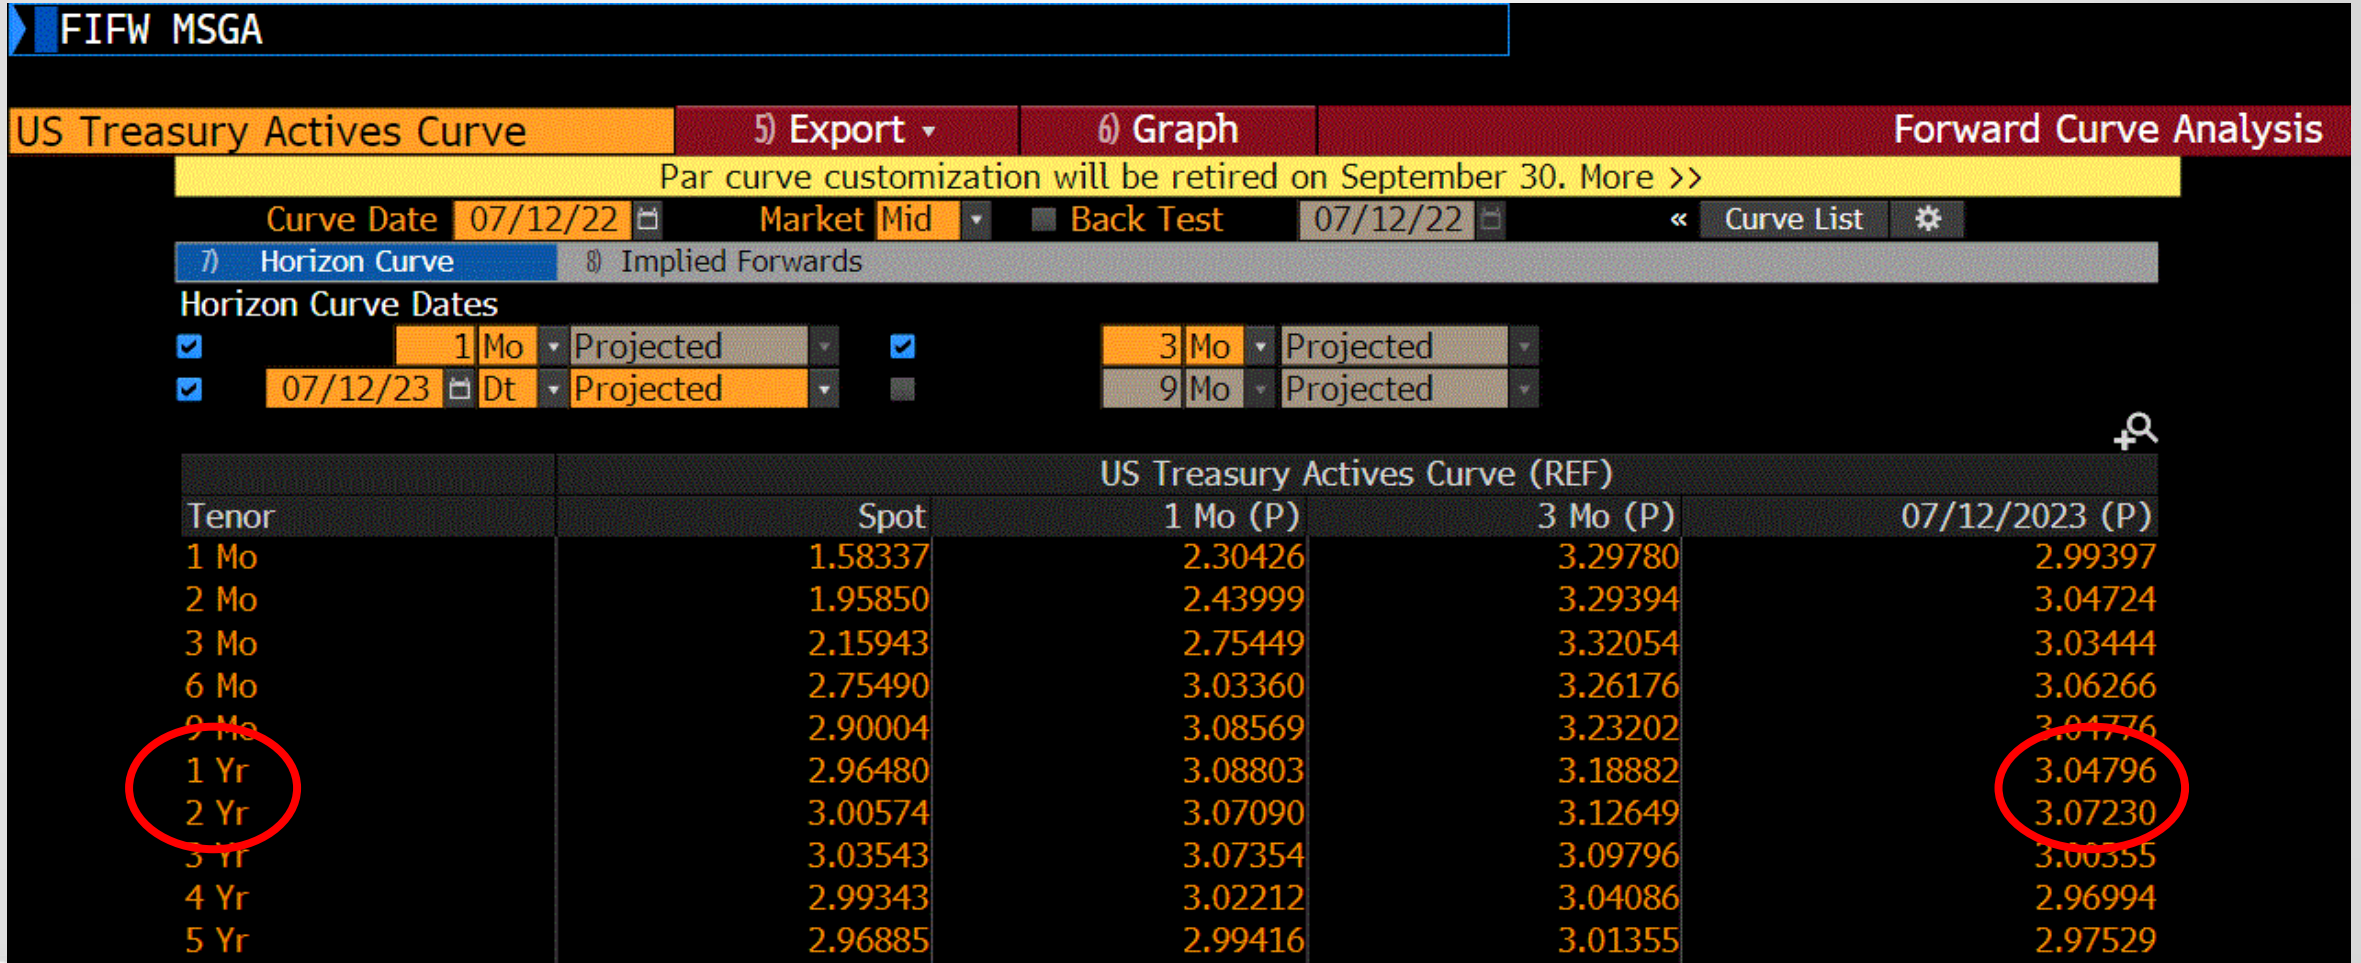 FIFW MSGA
US Treasury Actives Curve 5) Export 6) Graph Forward Curve Analysis
Par curve customization will be retired on September 30. More >>
Curve Date 07/12/22 Market Mid Back Test 07/12/22 « Curve List
7) Horizon Curve 8) Implied Forwards
Horizon Curve Dates
1 Mo Projected 3 Mo Projected
07/12/23 Dt Projected 9 Mo Projected
US Treasury Actives Curve (REF)
Tenor Spot 1 Mo (P) 3 Mo (P) 07/12/2023 (P)
1 Mo 1.58337 2.30426 3.29780 2.99397
2 Mo 1.95850 2.43999 3.29394 3.04724
3 Mo 2.15943 2.75449 3.32054 3.03444
6 Mo 2.75490 3.03360 3.26176 3.06266
9 Mo 2.90004 3.08569 3.23202 3.04776
1 Yr 2.96480 3.08803 3.18882 3.04796
2 Yr 3.00574 3.07090 3.12649 3.07230
3 Yr 3.03543 3.07354 3.09796 3.00355
4 Yr 2.99343 3.02212 3.04086 2.96994
5 Yr 2.96885 2.99416 3.01355 2.97529